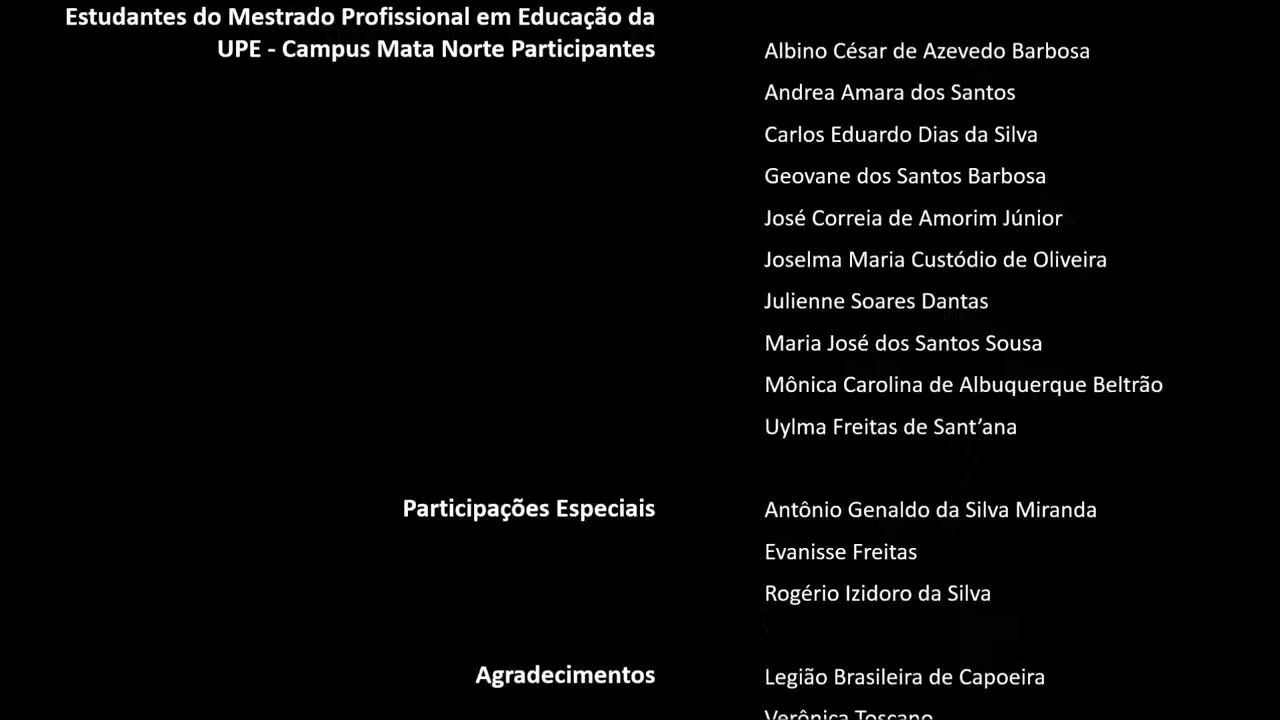 Estudantes do Mestrado Profissional em Educação da
UPE - Campus Mata Norte Participantes
Albino César de Azevedo Barbosa
Andrea Amara dos Santos
Carlos Eduardo Dias da Silva
Geovane dos Santos Barbosa
José Correia de Amorim Júnior
Joselma Maria Custódio de Oliveira
Julienne Soares Dantas
Maria José dos Santos Sousa
Mônica Carolina de Albuquerque Beltrão
Uylma Freitas de Sant’ana
Participações Especiais
Antônio Genaldo da Silva Miranda
Evanisse Freitas
Rogério Izidoro da Silva
Agradecimentos
Legião Brasileira de Capoeira
Verônica Toscano